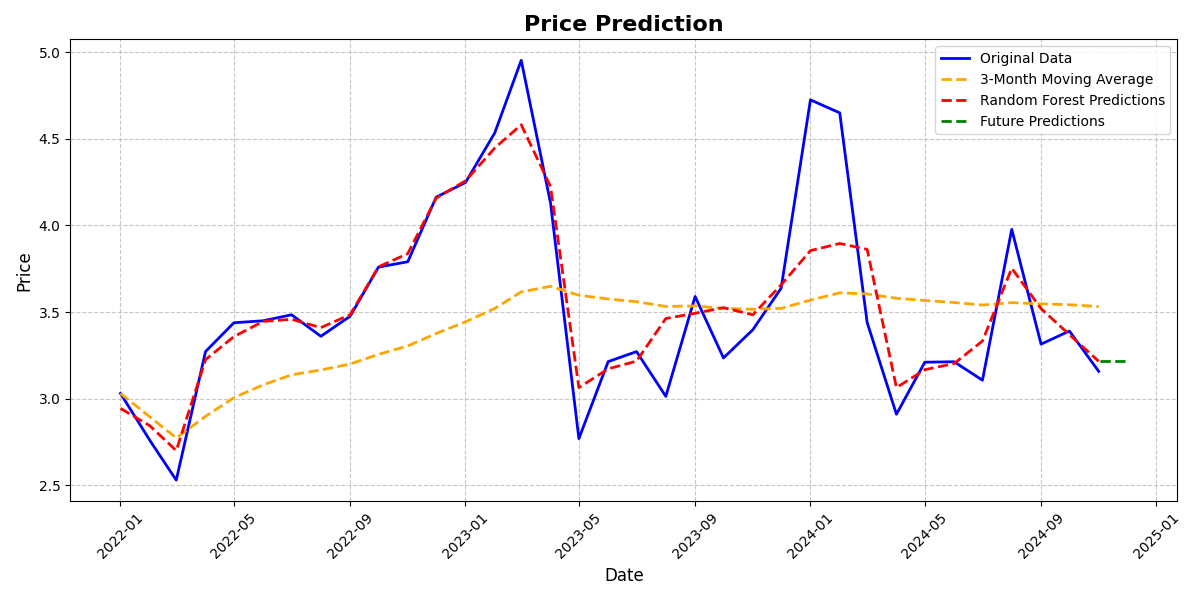 Price Prediction
Original Data
3-Month Moving Average
Random Forest Predictions
Future Predictions
Price
5.0
4.5
4.0
3.5
3.0
2.5
2022-01
2022-05
2022-09
2023-01
2023-05
2023-09
2024-01
2024-05
2024-09
2025-01
Date